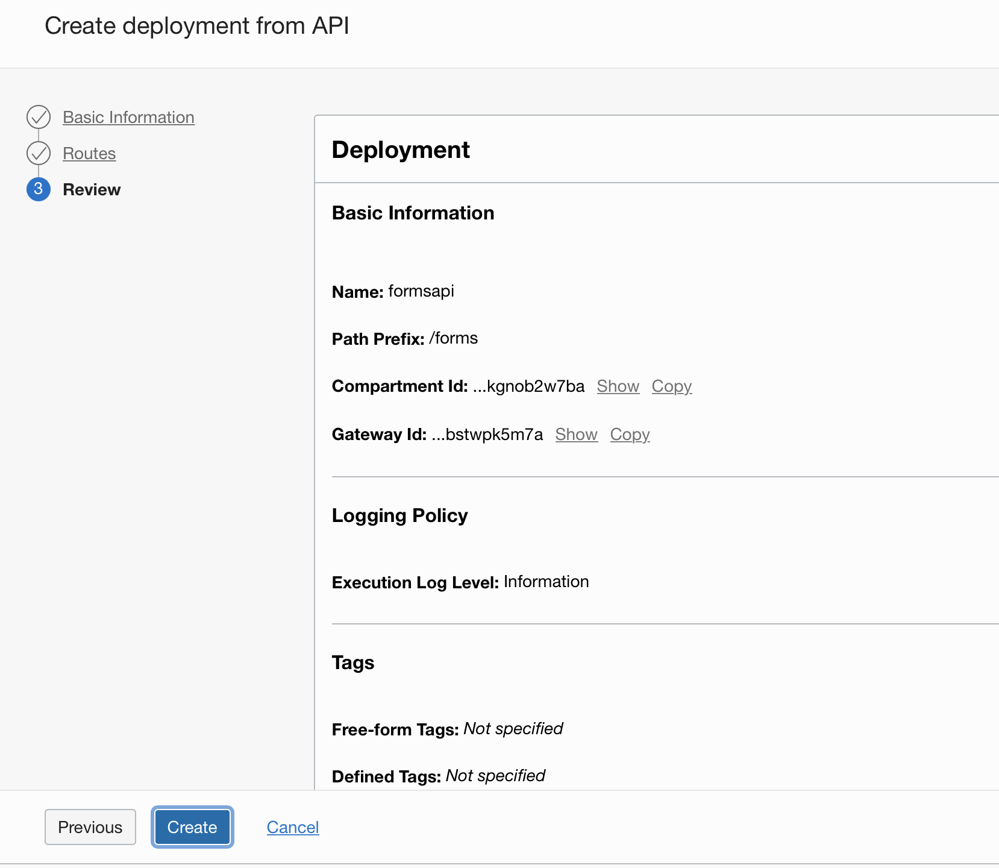 Create deployment from API
Basic Information
Routes
3 Review
Deployment
Basic Information
Name: formsapi
Path Prefix: /forms
Compartment Id: ...kgnob2w7ba Show Copy
Gateway Id: ...bstwpk5m7a Show Copy
Logging Policy
Execution Log Level: Information
Tags
Free-form Tags: Not specified
Defined Tags: Not specified
Previous Create Cancel